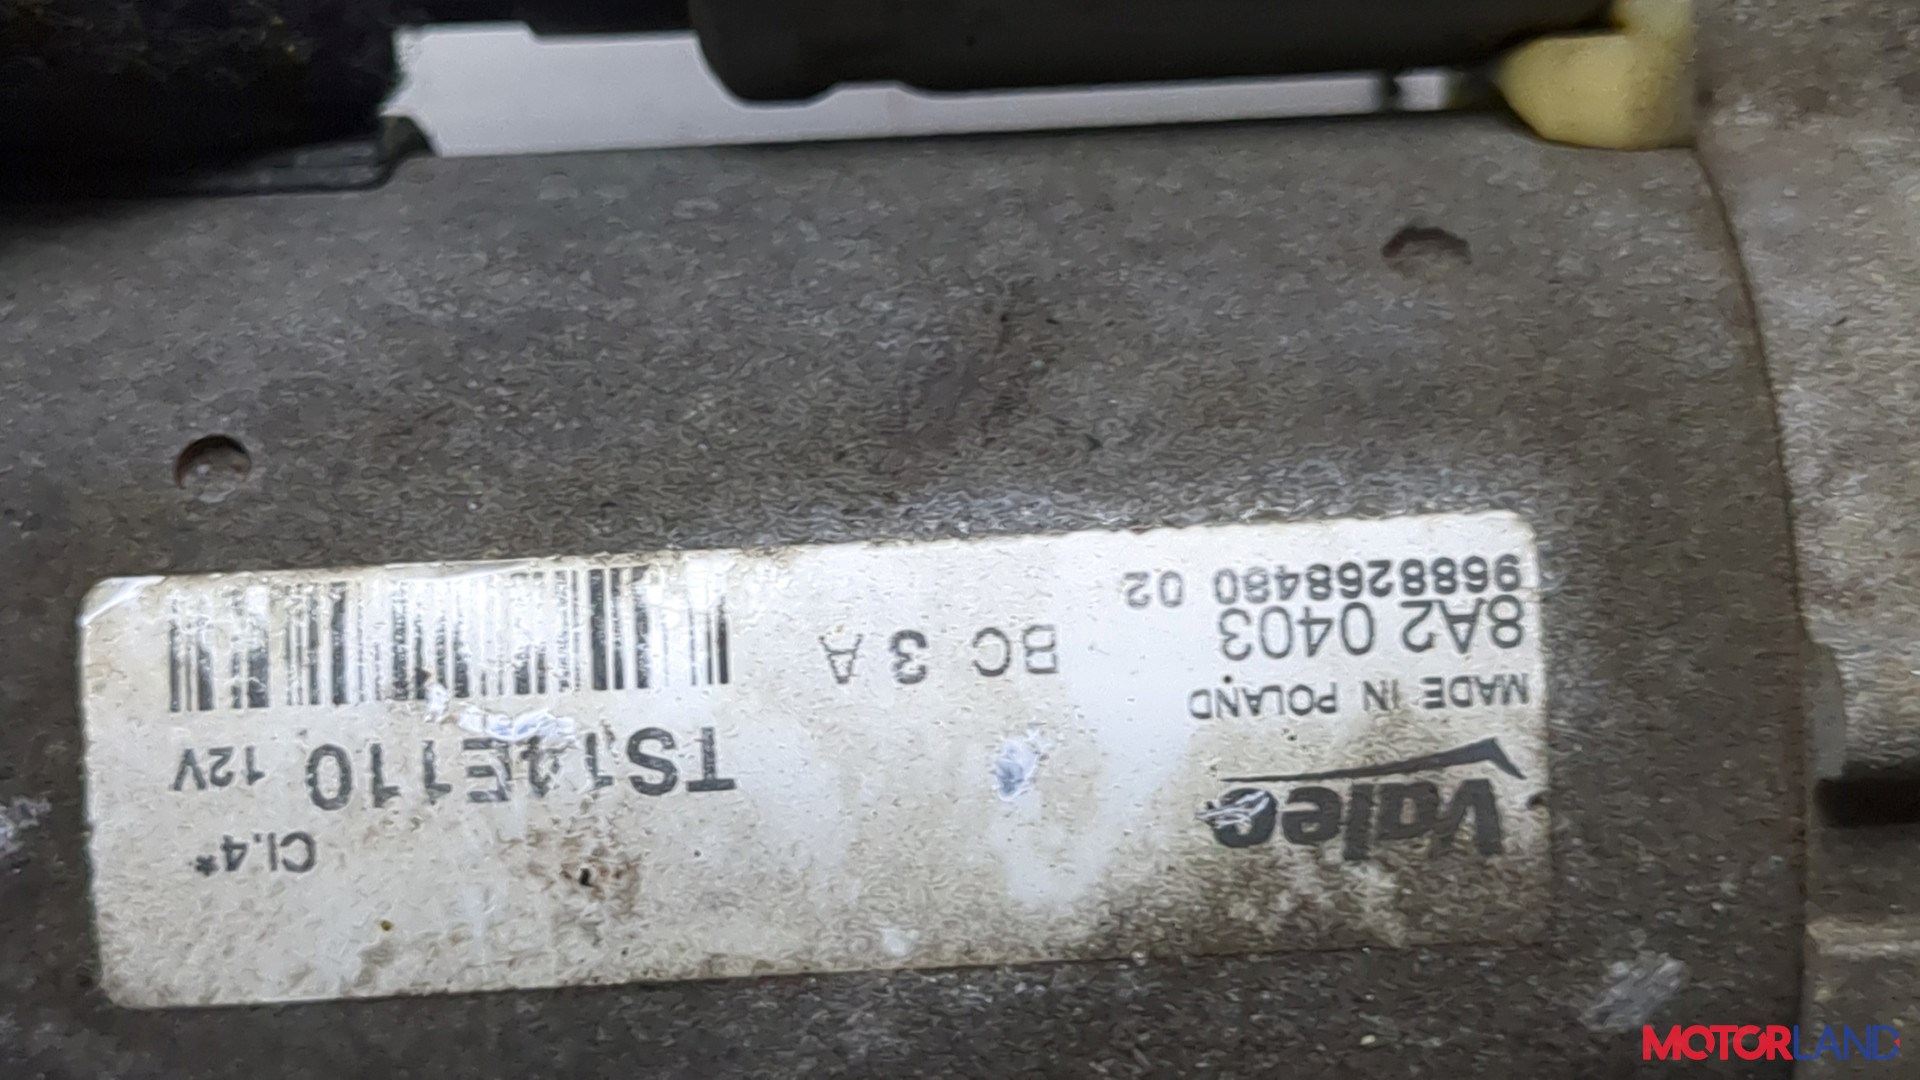 Valeo
MADE IN POLAND
8A2 0403
9688268480 02
BC 3 A
Cl.4*
TS14E110 12V
MOTORLAND